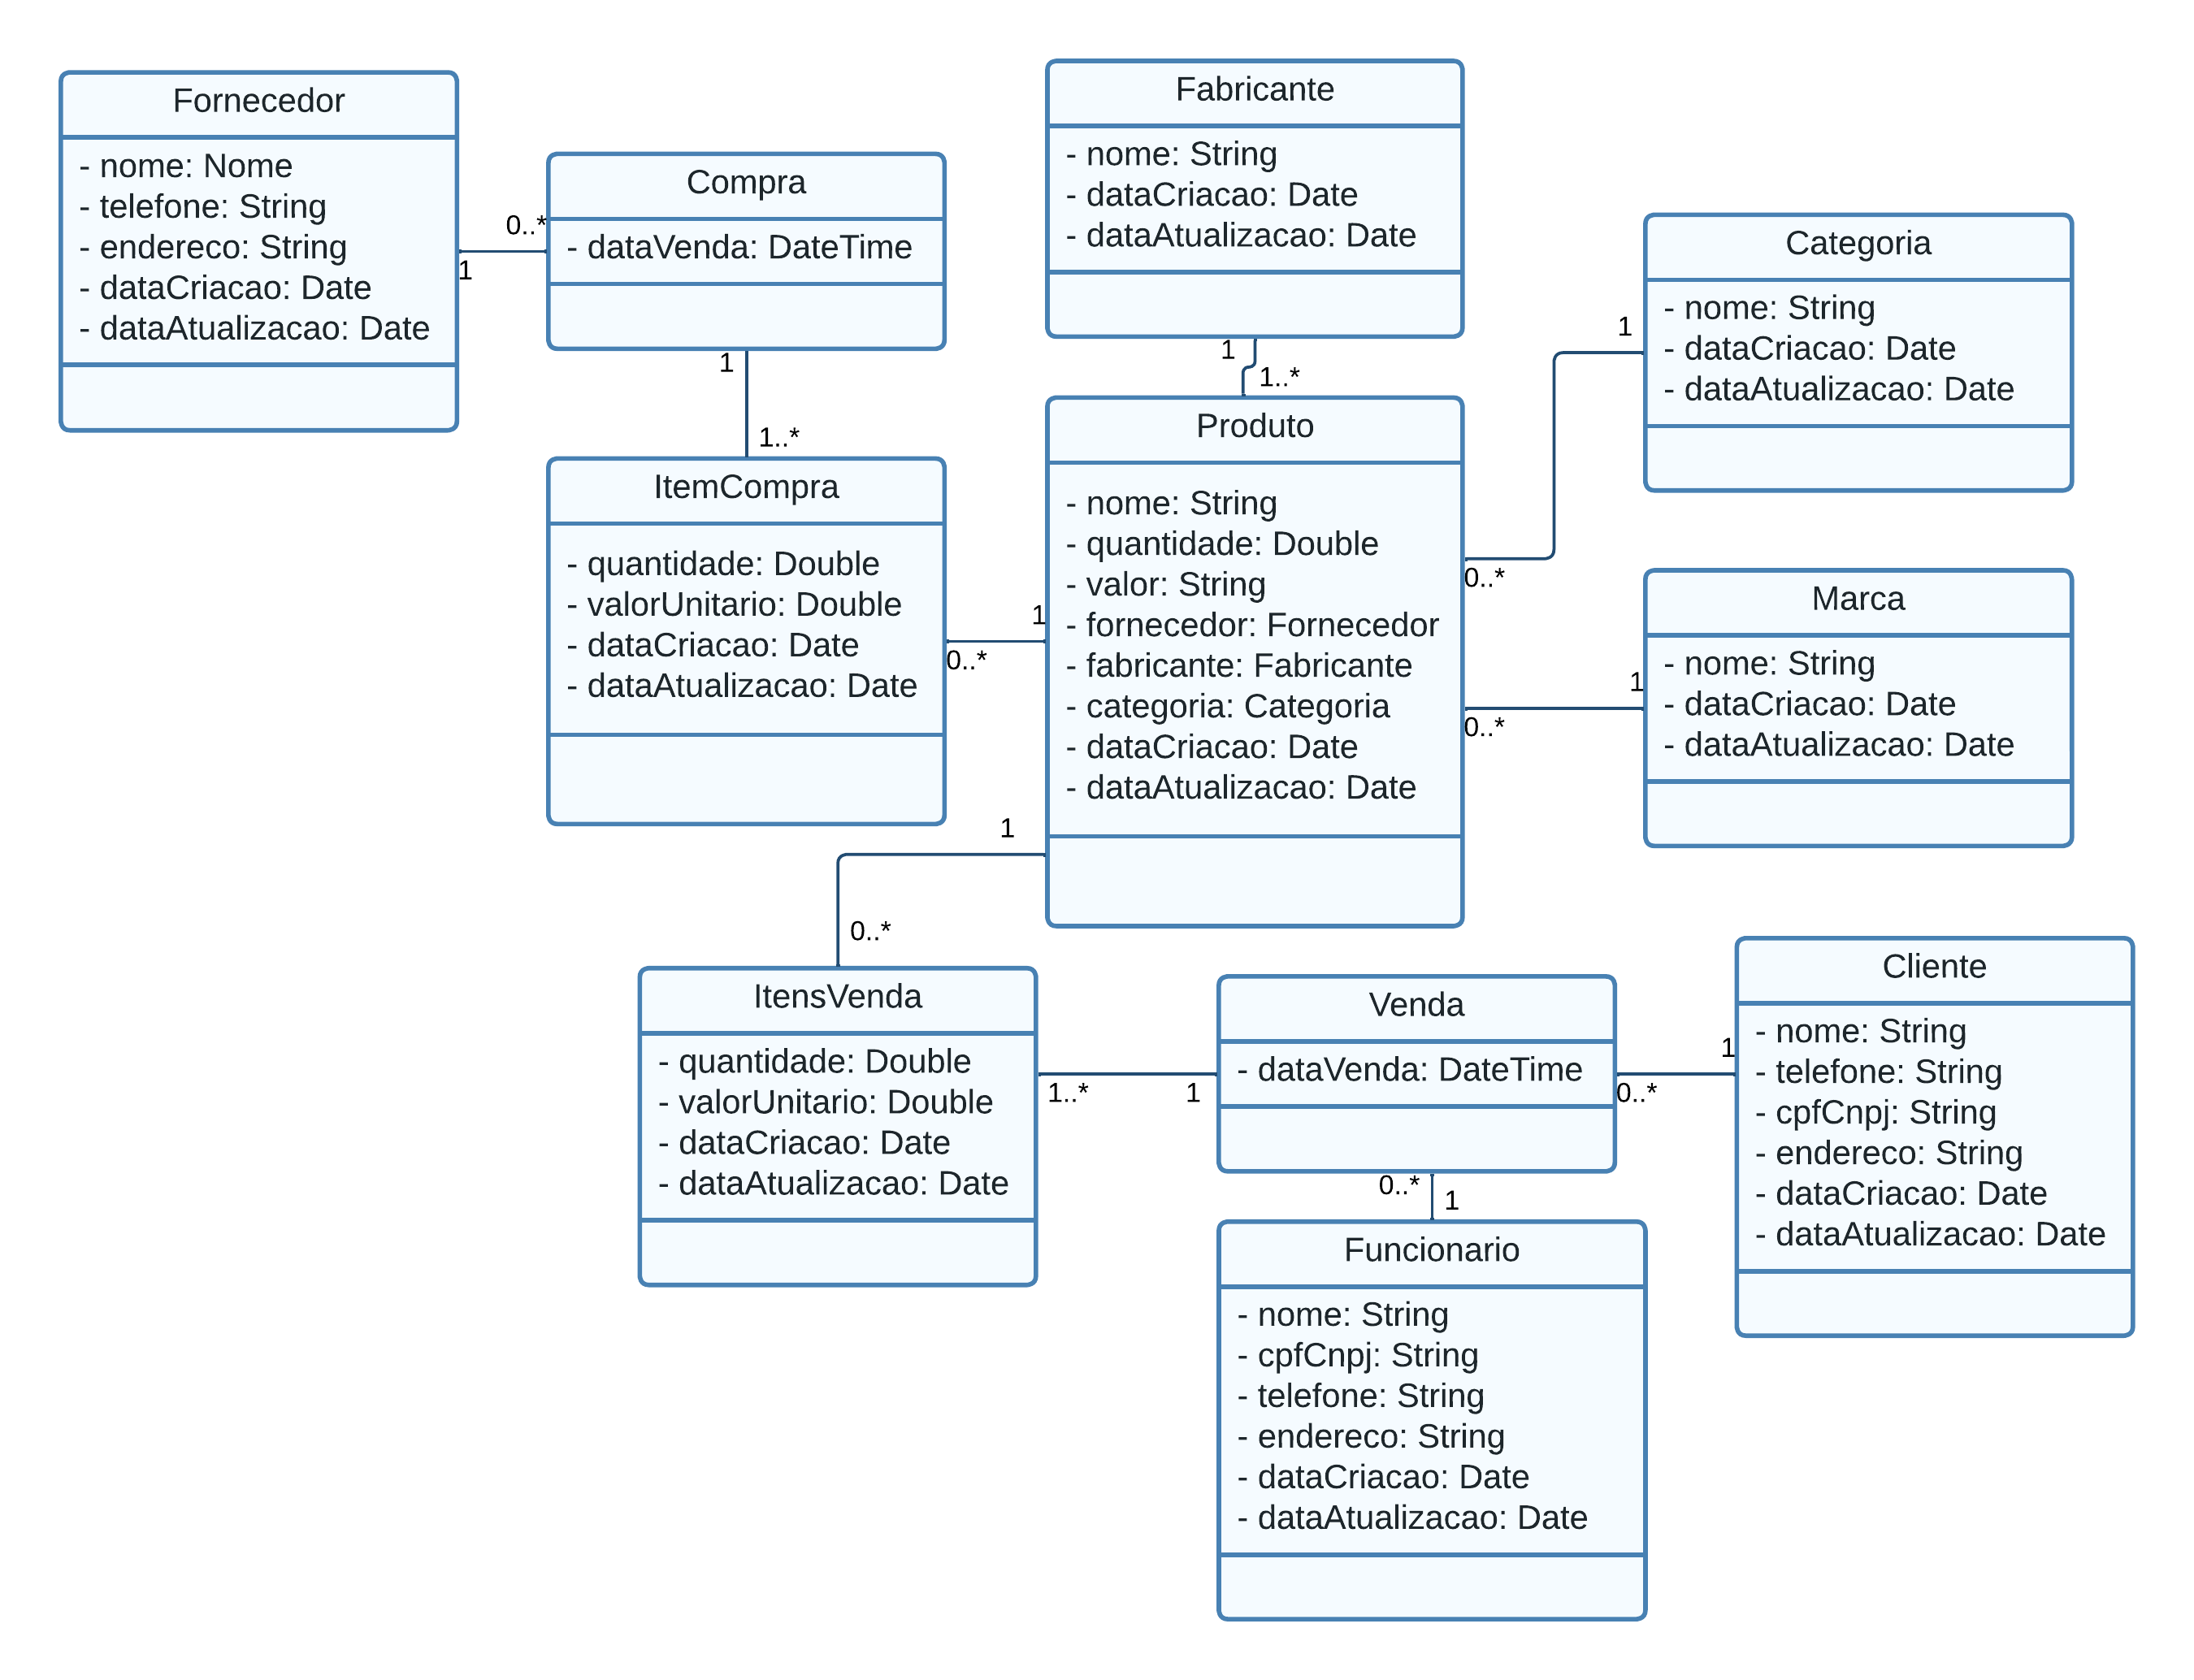 Fornecedor
- nome: Nome
- telefone: String
- endereco: String
- dataCriacao: Date
- dataAtualizacao: Date
1
0..*
Compra
- dataVenda: DateTime
1
1..*
ItemCompra
- quantidade: Double
- valorUnitario: Double
- dataCriacao: Date
- dataAtualizacao: Date
0..*
1
Fabricante
- nome: String
- dataCriacao: Date
- dataAtualizacao: Date
1
1..*
Produto
- nome: String
- quantidade: Double
- valor: String
- fornecedor: Fornecedor
- fabricante: Fabricante
- categoria: Categoria
- dataCriacao: Date
- dataAtualizacao: Date
0..*
1
Categoria
- nome: String
- dataCriacao: Date
- dataAtualizacao: Date
0..*
1
Marca
- nome: String
- dataCriacao: Date
- dataAtualizacao: Date
1
0..*
ItensVenda
- quantidade: Double
- valorUnitario: Double
- dataCriacao: Date
- dataAtualizacao: Date
1..*
1
Venda
- dataVenda: DateTime
0..*
1
Cliente
- nome: String
- telefone: String
- cpfCnpj: String
- endereco: String
- dataCriacao: Date
- dataAtualizacao: Date
0..*
1
Funcionario
- nome: String
- cpfCnpj: String
- telefone: String
- endereco: String
- dataCriacao: Date
- dataAtualizacao: Date